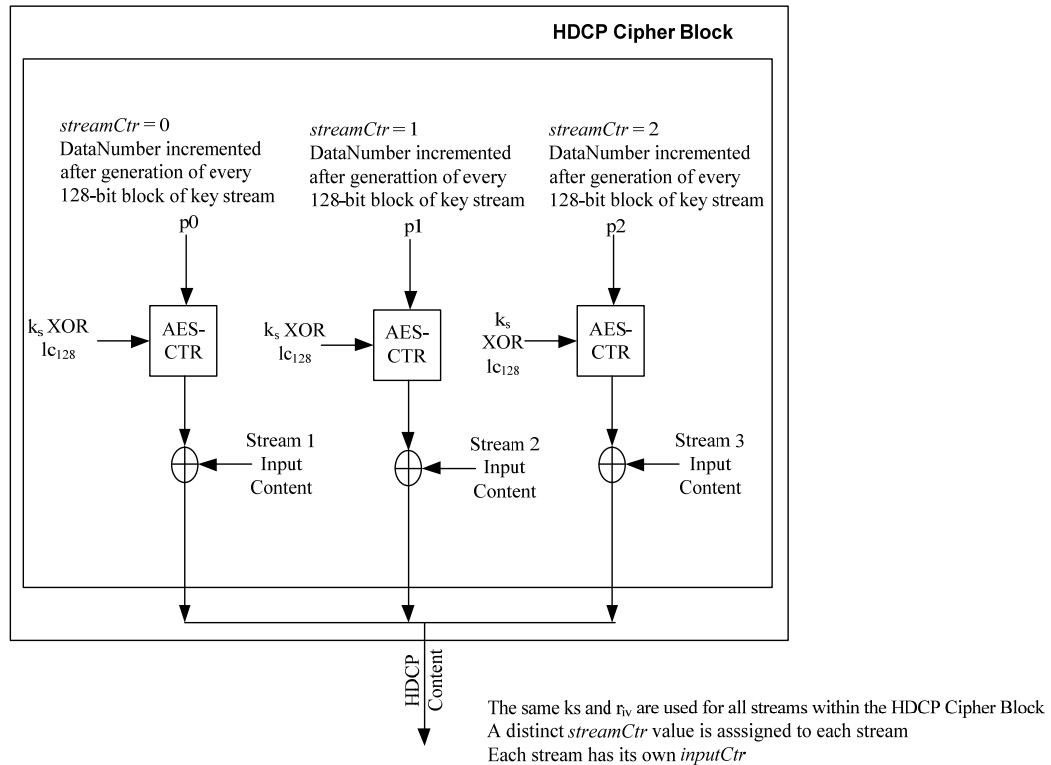 HDCP Cipher Block
streamCtr = 0
DataNumber incremented
after generation of every
128-bit block of key stream
p0
streamCtr = 1
DataNumber incremented
after generattion of every
128-bit block of key stream
p1
streamCtr = 2
DataNumber incremented
after generation of every
128-bit block of key stream
p2
ks XOR
lc128
AES-
CTR
ks XOR
lc128
AES-
CTR
ks
XOR
lc128
AES-
CTR
Stream 1
Input
Content
Stream 2
Input
Content
Stream 3
Input
Content
HDCP
Content
The same ks and riv are used for all streams within the HDCP Cipher Block
A distinct streamCtr value is asssigned to each stream
Each stream has its own inputCtr